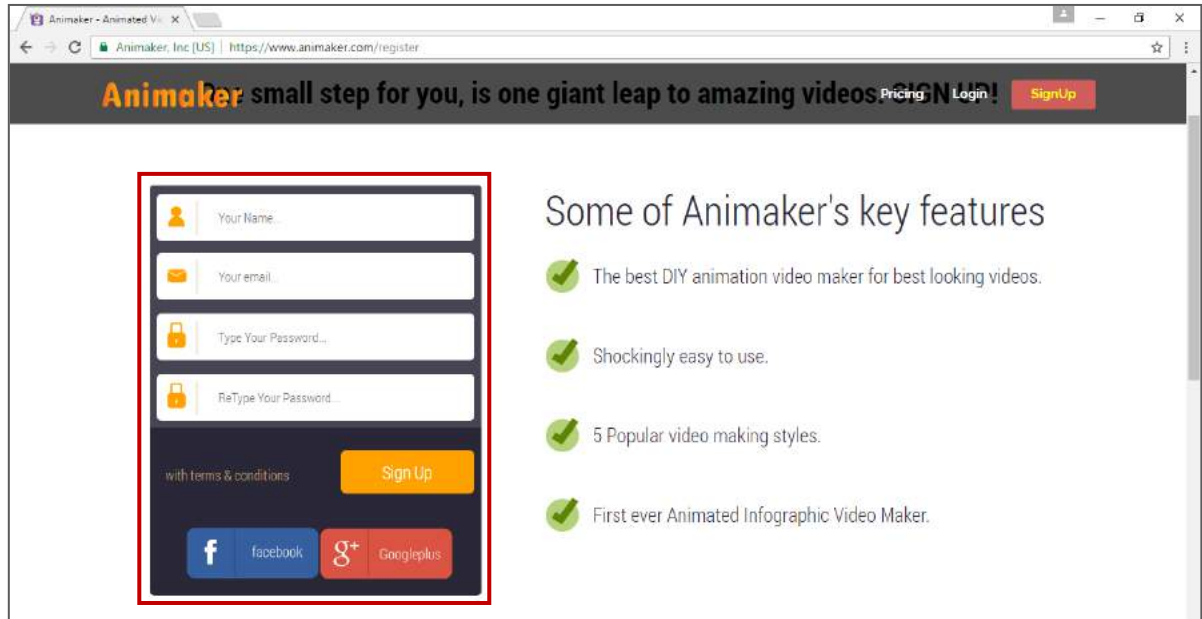 Animaker - Animated Vi
Animaker, Inc [US] | https://www.animaker.com/register
Animaker
small step for you, is one giant leap to amazing videos.
Pricing
Login
SignUp
Your Name...
Your email...
Type Your Password...
ReType Your Password...
with terms & conditions
Sign Up
f facebook
g+ Googleplus
Some of Animaker's key features
The best DIY animation video maker for best looking videos.
Shockingly easy to use.
5 Popular video making styles.
First ever Animated Infographic Video Maker.